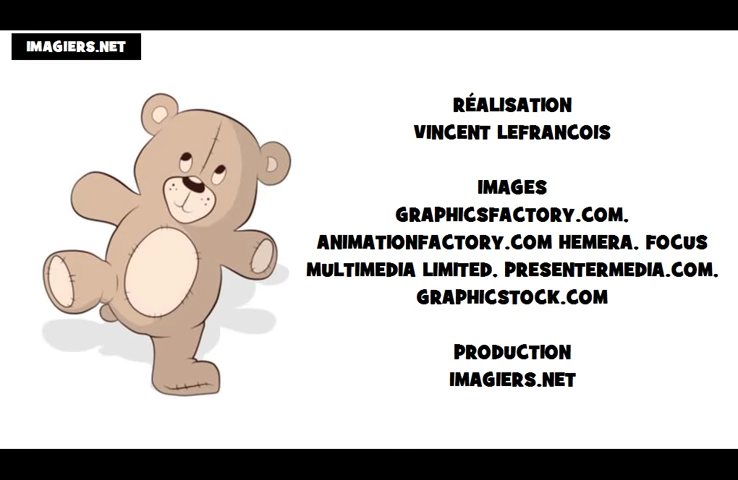 IMAGIERS.NET
RÉALISATION
VINCENT LEFRANCOIS
IMAGES
GRAPHICSFACTORY.COM.
ANIMATIONFACTORY.COM HEMERA. FOCUS
MULTIMEDIA LIMITED. PRESENTERMEDIA.COM.
GRAPHICSTOCK.COM
PRODUCTION
IMAGIERS.NET